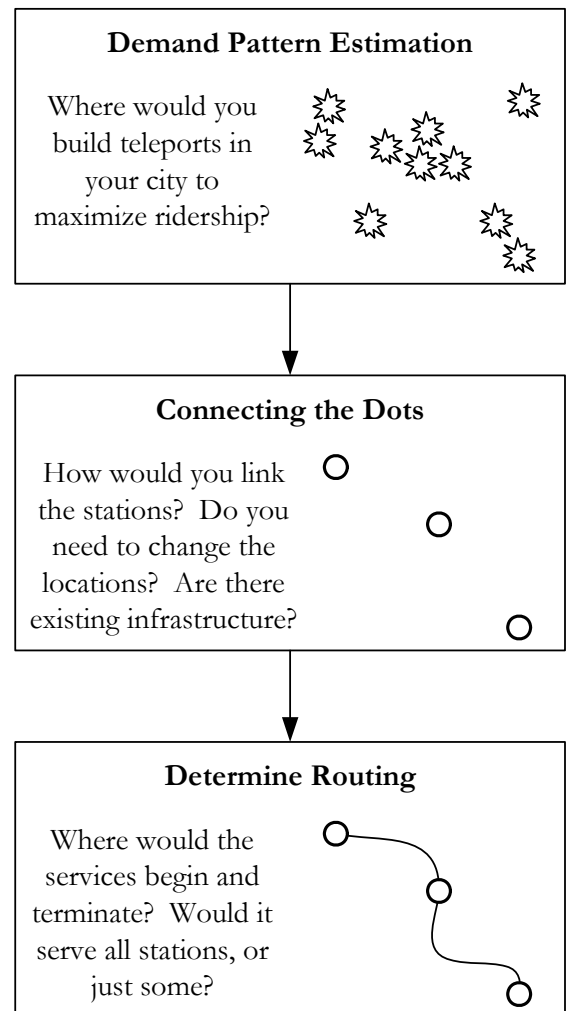 Demand Pattern Estimation
Where would you
build teleports in
your city to
maximize ridership?
Connecting the Dots
How would you link
the stations?  Do you
need to change the
locations?  Are there
existing infrastructure?
Determine Routing
Where would the
services begin and
terminate?  Would it
serve all stations, or
just some?